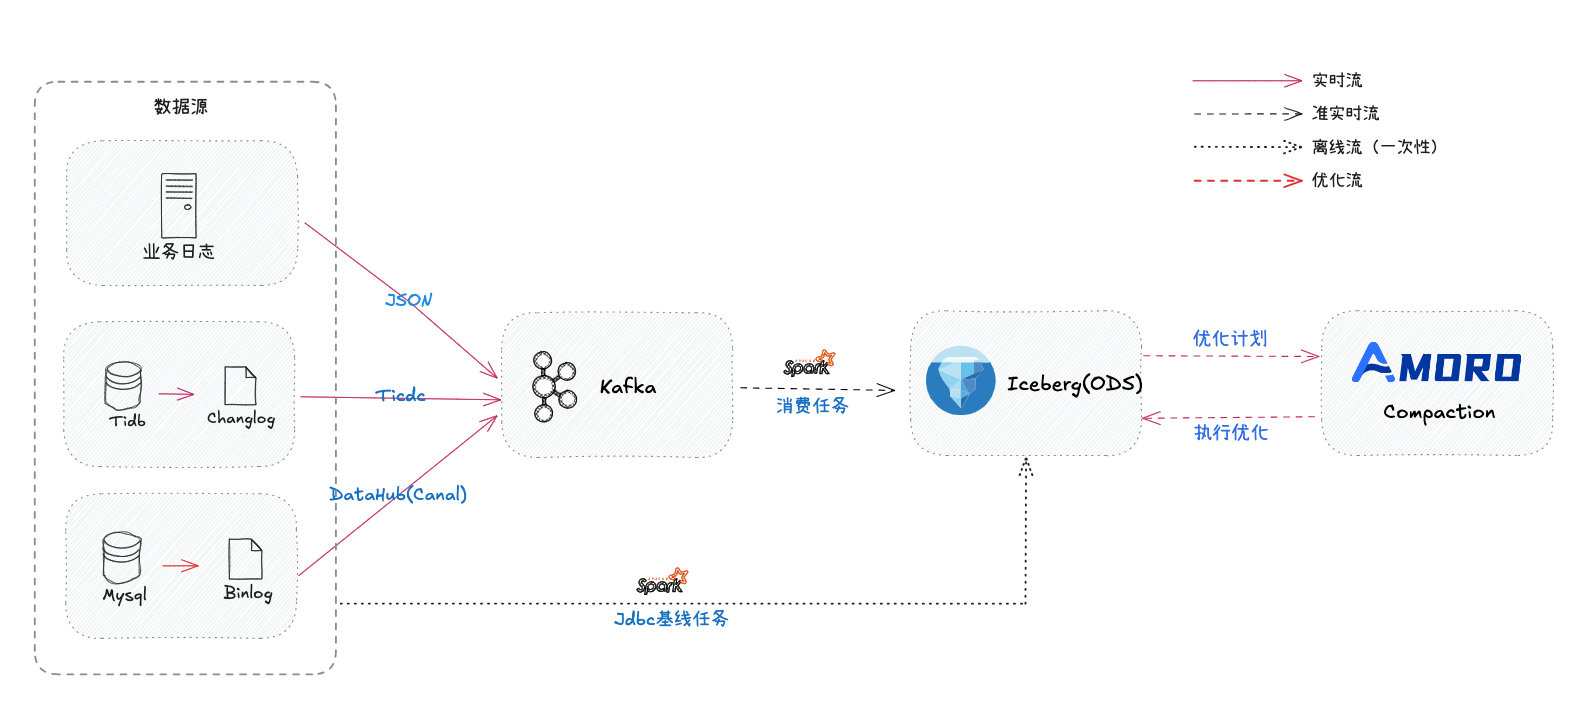 数据源
业务日志
Tidb
Changlog
Mysql
Binlog
JSON
Ticdc
DataHub(Canal)
Kafka
APACHE
Spark
消费任务
APACHE
Spark
Jdbc基线任务
Iceberg(ODS)
优化计划
执行优化
AMORO
Compaction
实时流
准实时流
离线流（一次性）
优化流